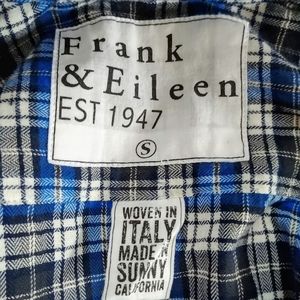 Frank
& Eileen
EST 1947
S
WOVEN IN
ITALY
MADE IN
SUNNY
CALIFORNIA